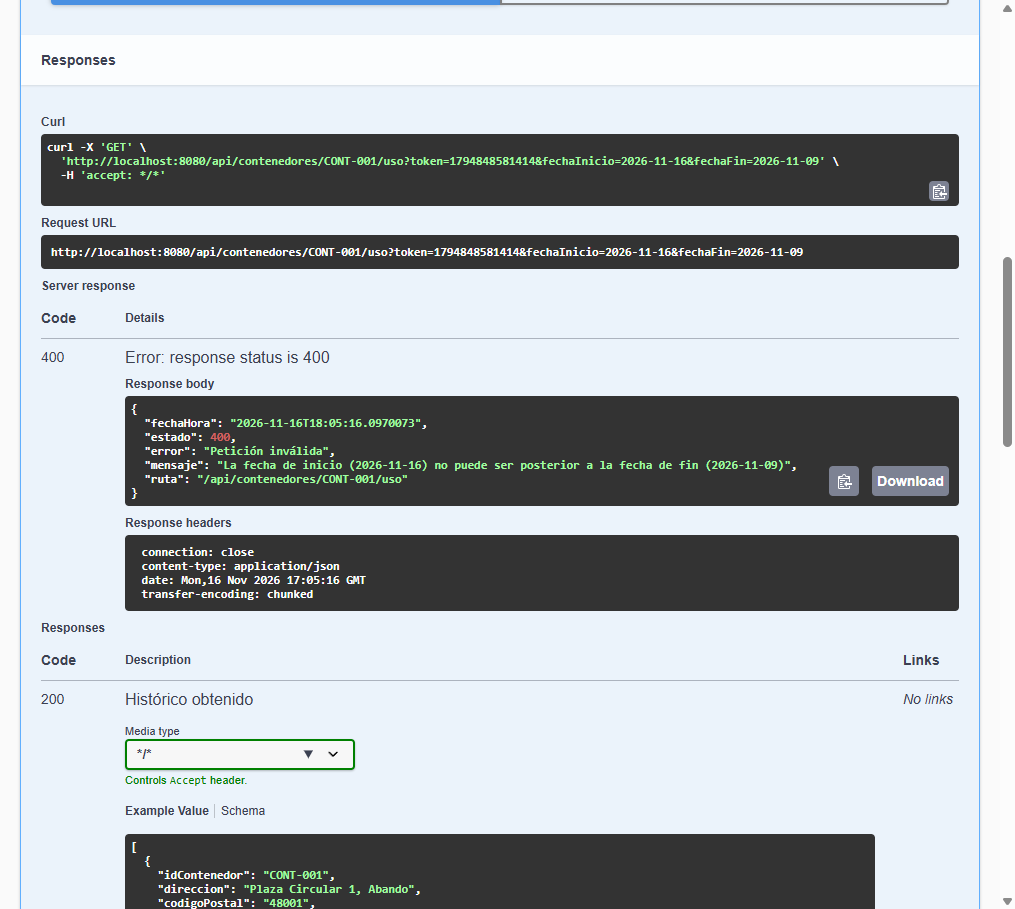 Responses
Curl
curl -X 'GET' \
  'http://localhost:8080/api/contenedores/CONT-001/uso?token=1794848581414&fechaInicio=2026-11-16&fechaFin=2026-11-09' \
  -H 'accept: */*'
Request URL
http://localhost:8080/api/contenedores/CONT-001/uso?token=1794848581414&fechaInicio=2026-11-16&fechaFin=2026-11-09
Server response
Code Details
400 Error: response status is 400
Response body
{
  "fechaHora": "2026-11-16T18:05:16.0970073",
  "estado": 400,
  "error": "Petición inválida",
  "mensaje": "La fecha de inicio (2026-11-16) no puede ser posterior a la fecha de fin (2026-11-09)",
  "ruta": "/api/contenedores/CONT-001/uso"
}
Download
Response headers
connection: close
content-type: application/json
date: Mon,16 Nov 2026 17:05:16 GMT
transfer-encoding: chunked
Responses
Code Description Links
200 Histórico obtenido No links
Media type
*/*
Controls Accept header.
Example Value Schema
[
  {
    "idContenedor": "CONT-001",
    "direccion": "Plaza Circular 1, Abando",
    "codigoPostal": "48001",